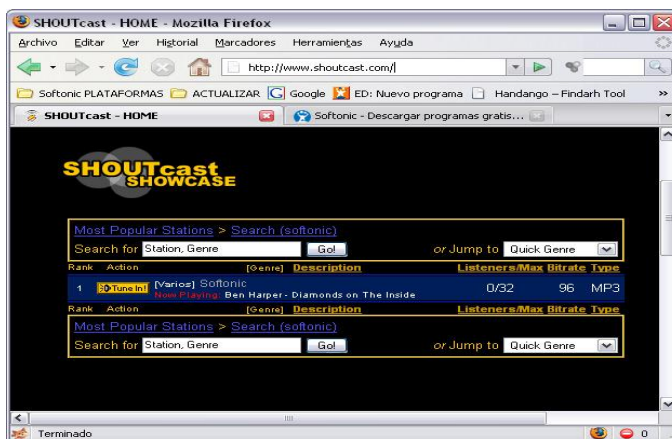 SHOUTcast - HOME - Mozilla Firefox
Archivo Editar Ver Historial Marcadores Herramientas Ayuda
http://www.shoutcast.com/
Softonic PLATAFORMAS ACTUALIZAR Google ED: Nuevo programa Handango – Findarh Tool »
SHOUTcast - HOME Softonic - Descargar programas gratis...
SHOUTcast
SHOWCASE
Most Popular Stations > Search (softonic)
Search for Station, Genre Go! or Jump to Quick Genre
Rank Action [Genre] Description Listeners/Max Bitrate Type
1 Tune In! [Varios] Softonic 0/32 96 MP3
Now Playing: Ben Harper - Diamonds on The Inside
Rank Action [Genre] Description Listeners/Max Bitrate Type
Most Popular Stations > Search (softonic)
Search for Station, Genre Go! or Jump to Quick Genre
Terminado 0